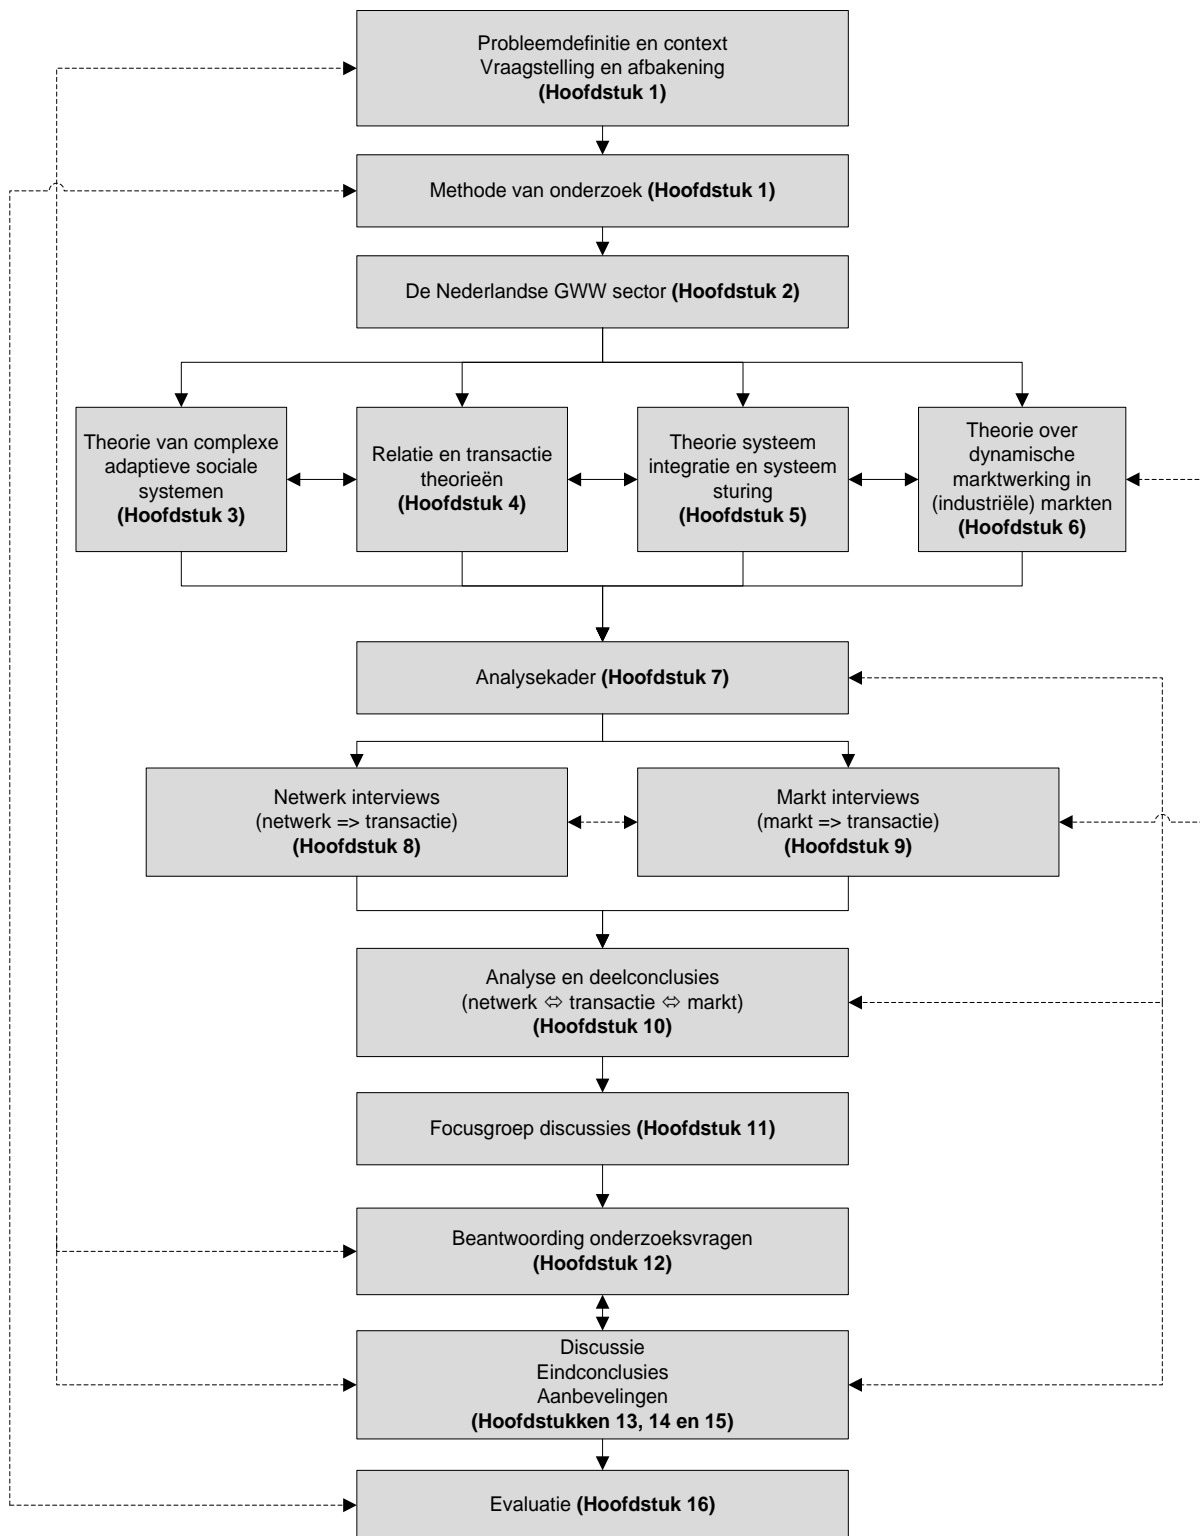 Probleemdefinitie en context
Vraagstelling en afbakening
(Hoofdstuk 1)
Methode van onderzoek (Hoofdstuk 1)
De Nederlandse GWW sector (Hoofdstuk 2)
Theorie van complexe
adaptieve sociale
systemen
(Hoofdstuk 3)
Relatie en transactie
theorieën
(Hoofdstuk 4)
Theorie systeem
integratie en systeem
sturing
(Hoofdstuk 5)
Theorie over
dynamische
marktwerking in
(industriële) markten
(Hoofdstuk 6)
Analysekader (Hoofdstuk 7)
Netwerk interviews
(netwerk => transactie)
(Hoofdstuk 8)
Markt interviews
(markt => transactie)
(Hoofdstuk 9)
Analyse en deelconclusies
(netwerk ⬄ transactie ⬄ markt)
(Hoofdstuk 10)
Focusgroep discussies (Hoofdstuk 11)
Beantwoording onderzoeksvragen
(Hoofdstuk 12)
Discussie
Eindconclusies
Aanbevelingen
(Hoofdstukken 13, 14 en 15)
Evaluatie (Hoofdstuk 16)